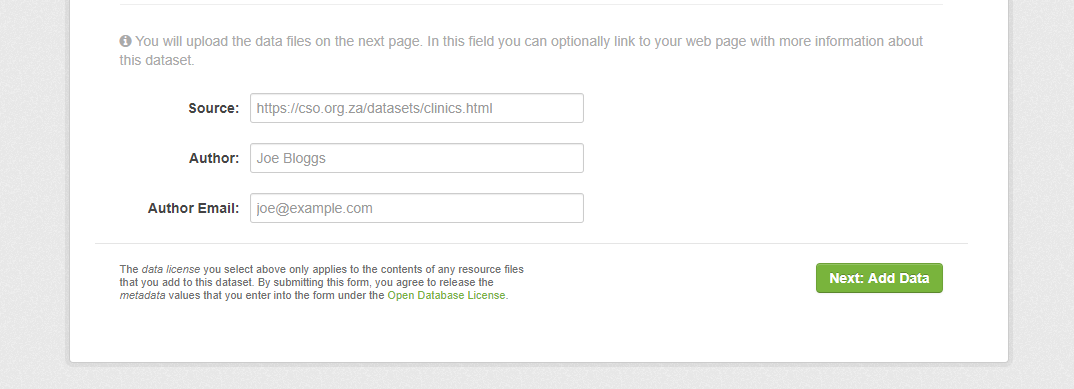 You will upload the data files on the next page. In this field you can optionally link to your web page with more information about
this dataset.
Source: https://cso.org.za/datasets/clinics.html
Author: Joe Bloggs
Author Email: joe@example.com
The data license you select above only applies to the contents of any resource files
that you add to this dataset. By submitting this form, you agree to release the
metadata values that you enter into the form under the Open Database License.
Next: Add Data